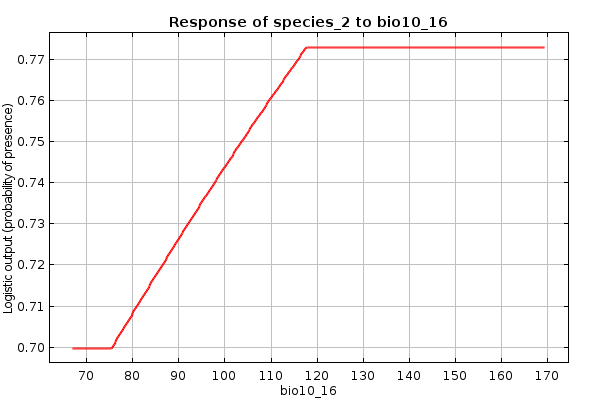 Response of species_2 to bio10_16
Logistic output (probability of presence)
0.77
0.76
0.75
0.74
0.73
0.72
0.71
0.70
70 80 90 100 110 120 130 140 150 160 170
bio10_16